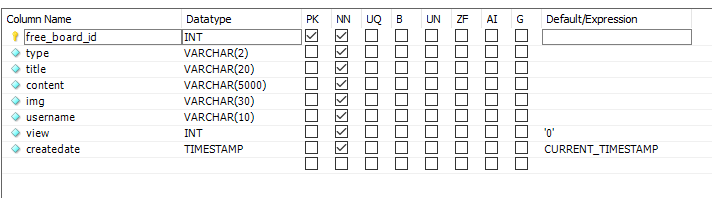 Column Name Datatype PK NN UQ B UN ZF AI G Default/Expression
free_board_id INT
type VARCHAR(2)
title VARCHAR(20)
content VARCHAR(5000)
img VARCHAR(30)
username VARCHAR(10)
view INT '0'
createdate TIMESTAMP CURRENT_TIMESTAMP